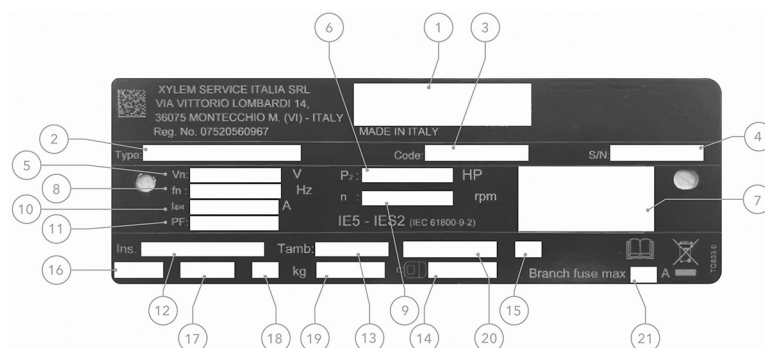 6 1 3
XYLEM SERVICE ITALIA SRL
VIA VITTORIO LOMBARDI 14,
36075 MONTECCHIO M. (VI) - ITALY
Reg. No. 07520560967
MADE IN ITALY
2 4
Type: Code: S/N
5 Vn: V P₂: HP
8 fn: Hz n: rpm 7
10 A
11 PF: IE5 - IES2 (IEC 61800-9-2)
Ins. Tamb:
16 kg Branch fuse max A
TG833.0
12 17 18 19 13 9 14 20 15 21